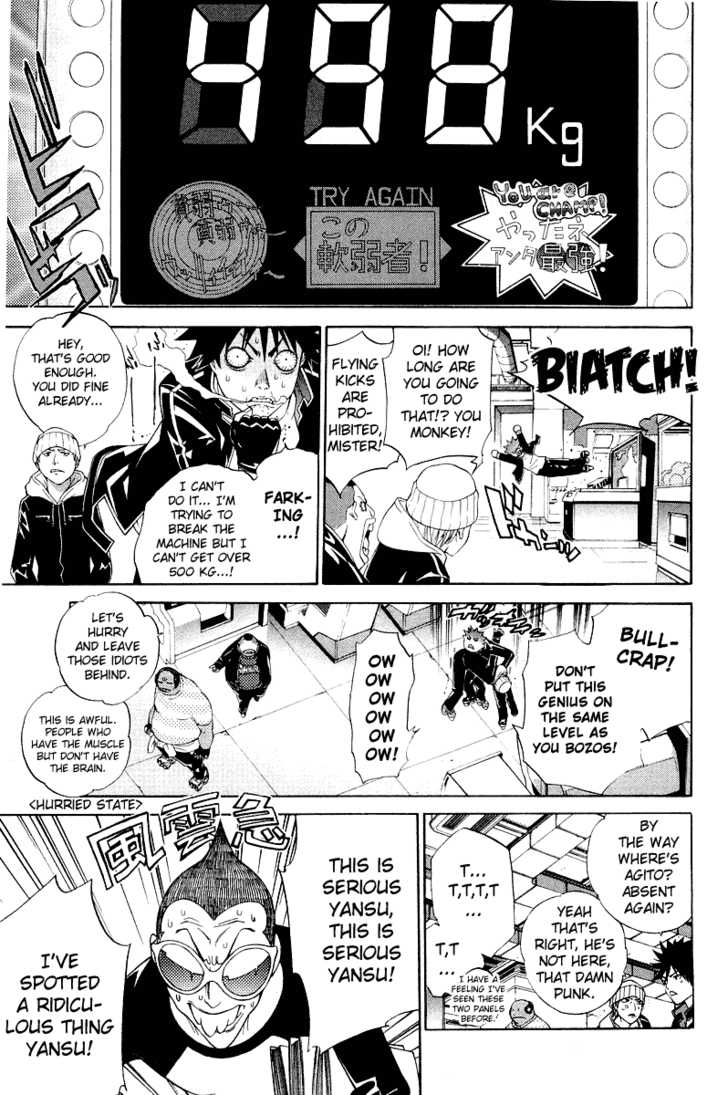 498
Kg
TRY AGAIN
この
軟弱者!
You are
CHAMP!
やったネ
アンタ最強!
BIATCH!
OI! HOW
LONG ARE
YOU GOING
TO DO
THAT!? YOU
MONKEY!
FLYING
KICKS
ARE
PRO-
HIBITED,
MISTER!
FARK-
ING
...!
I CAN'T
DO IT... I'M
TRYING TO
BREAK THE
MACHINE BUT I
CAN'T GET OVER
500 KG...!
HEY,
THAT'S GOOD
ENOUGH.
YOU DID FINE
ALREADY...
BULL-
CRAP!
DON'T
PUT THIS
GENIUS ON
THE SAME
LEVEL AS
YOU BOZOS!
OW
OW
OW
OW
OW
OW!
LET'S
HURRY
AND LEAVE
THOSE IDIOTS
BEHIND.
THIS IS AWFUL.
PEOPLE WHO
HAVE THE MUSCLE
BUT DON'T HAVE
THE BRAIN.
BY
THE WAY
WHERE'S
AGITO?
ABSENT
AGAIN?
YEAH
THAT'S
RIGHT, HE'S
NOT HERE,
THAT DAMN
PUNK.
T...
T,T,T,T
...
T,T
...
I HAVE A
FEELING I'VE
SEEN THESE
TWO PANELS
BEFORE.
<HURRIED STATE>
風雲急
THIS IS
SERIOUS
YANSU,
THIS IS
SERIOUS
YANSU!
I'VE
SPOTTED
A RIDICU-
LOUS THING
YANSU!